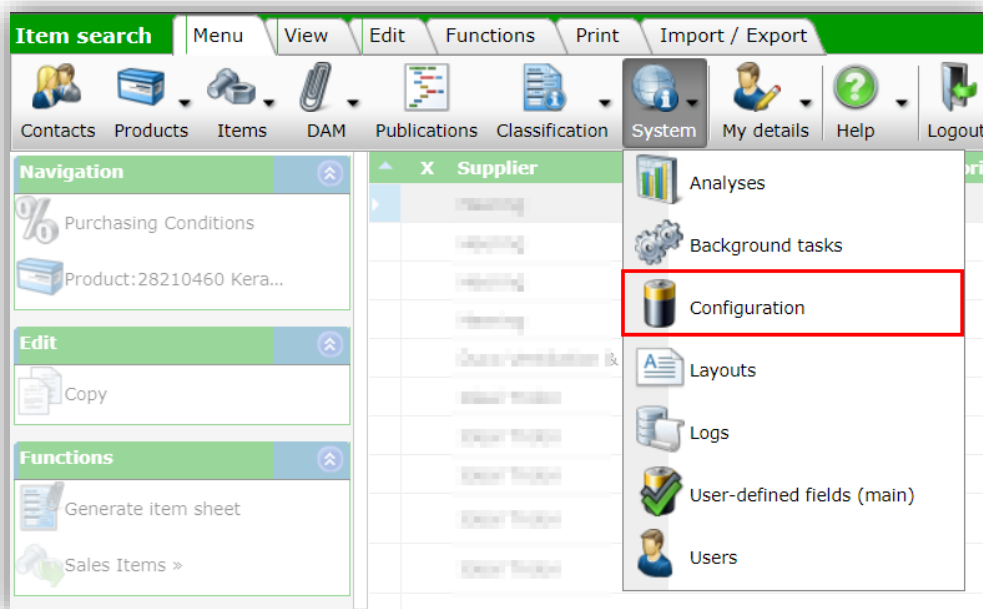 Item search Menu View Edit Functions Print Import / Export
Contacts Products Items DAM Publications Classification System My details Help Logout
Navigation
Purchasing Conditions
Product:28210460 Kera...
Edit
Copy
Functions
Generate item sheet
Sales Items »
X Supplier
&
Analyses
Background tasks
Configuration
Layouts
Logs
User-defined fields (main)
Users